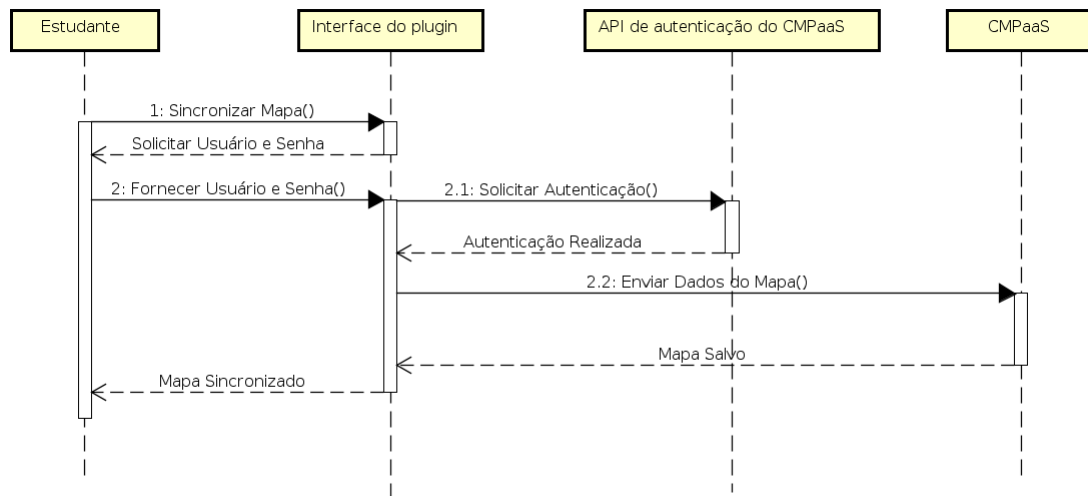 Estudante
Interface do plugin
API de autenticação do CMPaaS
CMPaaS
1: Sincronizar Mapa()
Solicitar Usuário e Senha
2: Fornecer Usuário e Senha()
2.1: Solicitar Autenticação()
Autenticação Realizada
2.2: Enviar Dados do Mapa()
Mapa Salvo
Mapa Sincronizado